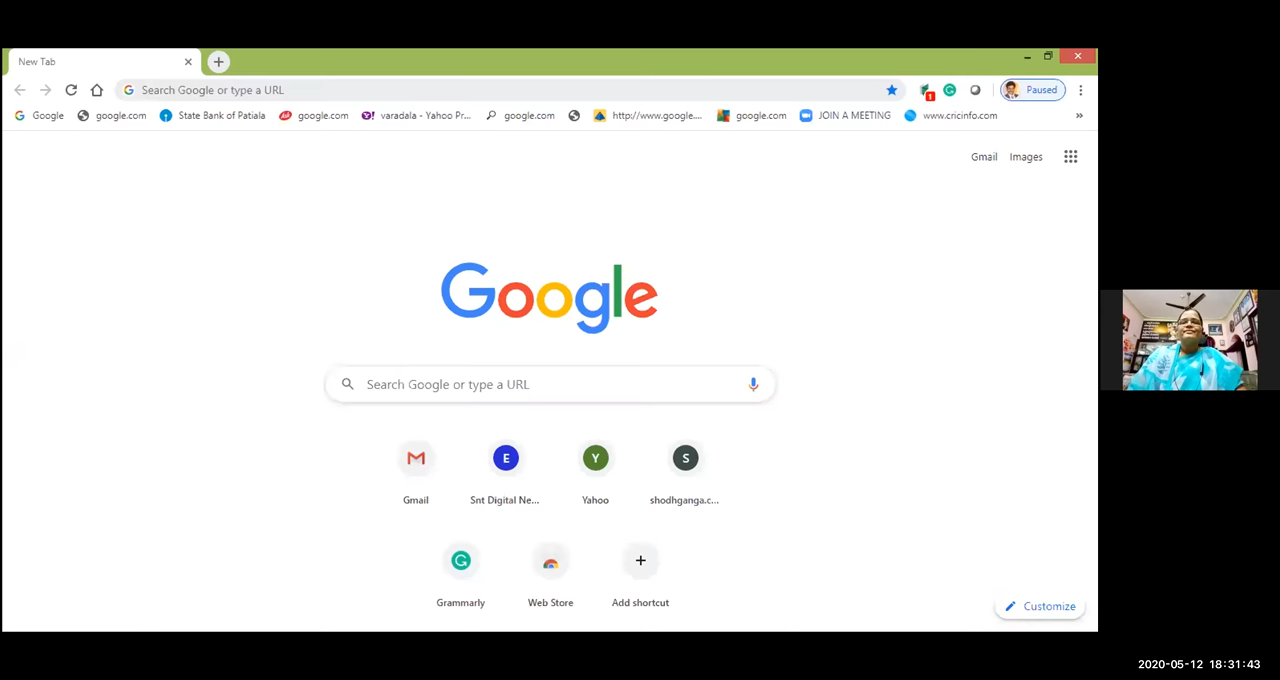 New Tab
Search Google or type a URL
Paused
Google google.com State Bank of Patiala google.com varadala - Yahoo Pr... google.com http://www.google.... google.com JOIN A MEETING www.cricinfo.com »
Gmail Images
Google
Search Google or type a URL
M E Y S
Gmail Snt Digital Ne... Yahoo shodhganga.c...
Grammarly Web Store Add shortcut
Customize
2020-05-12 18:31:43